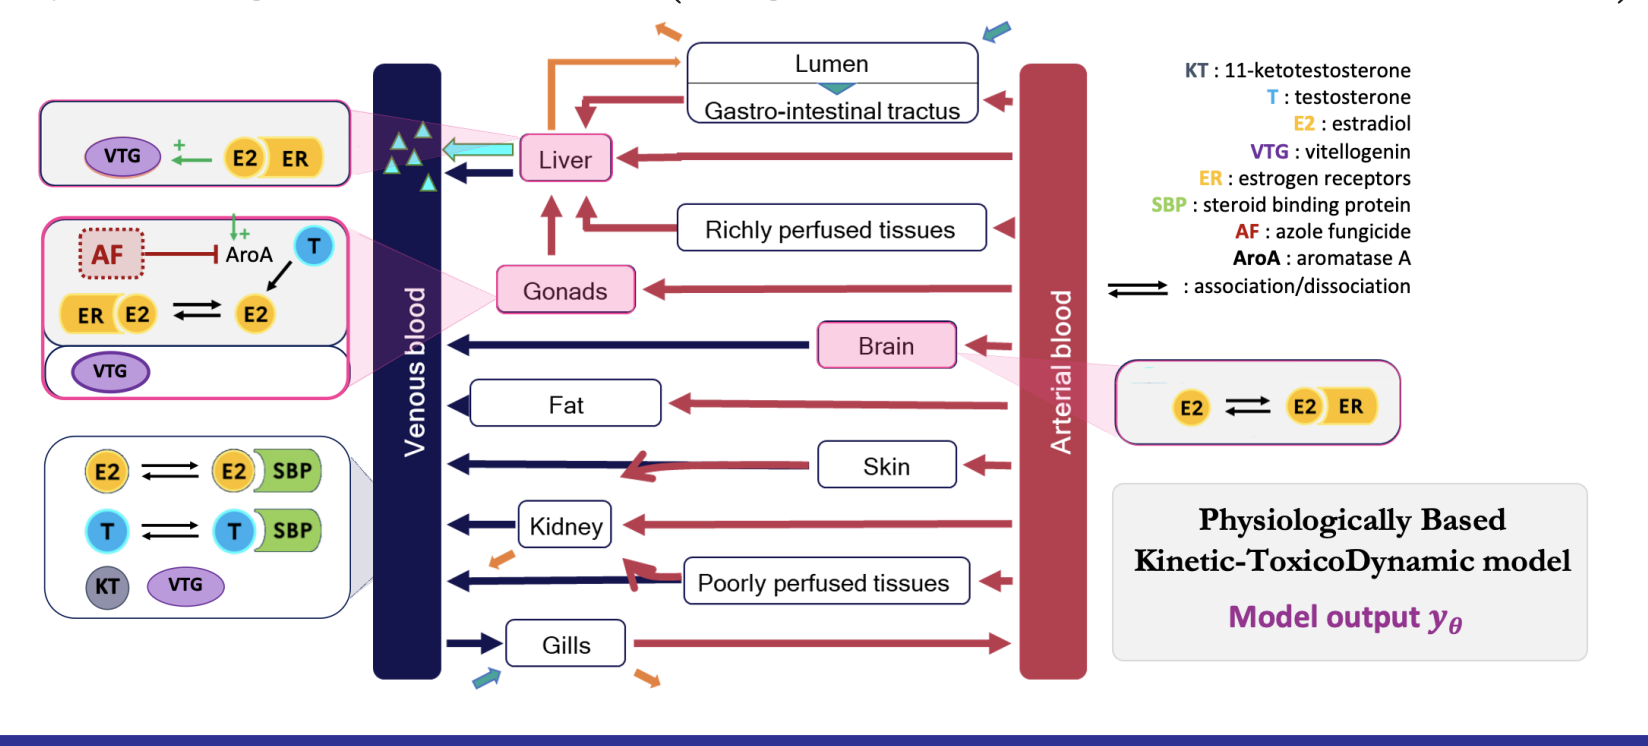 Lumen
Gastro-intestinal tractus
Liver
Richly perfused tissues
Gonads
Brain
Fat
Skin
Kidney
Poorly perfused tissues
Gills
Venous blood
Arterial blood
VTG + E2 ER
AF AroA + T
ER E2 E2
VTG
E2 E2 SBP
T T SBP
KT VTG
KT : 11-ketotestosterone
T : testosterone
E2 : estradiol
VTG : vitellogenin
ER : estrogen receptors
SBP : steroid binding protein
AF : azole fungicide
AroA : aromatase A
: association/dissociation
E2 E2 ER
Physiologically Based
Kinetic-ToxicoDynamic model
Model output yθ